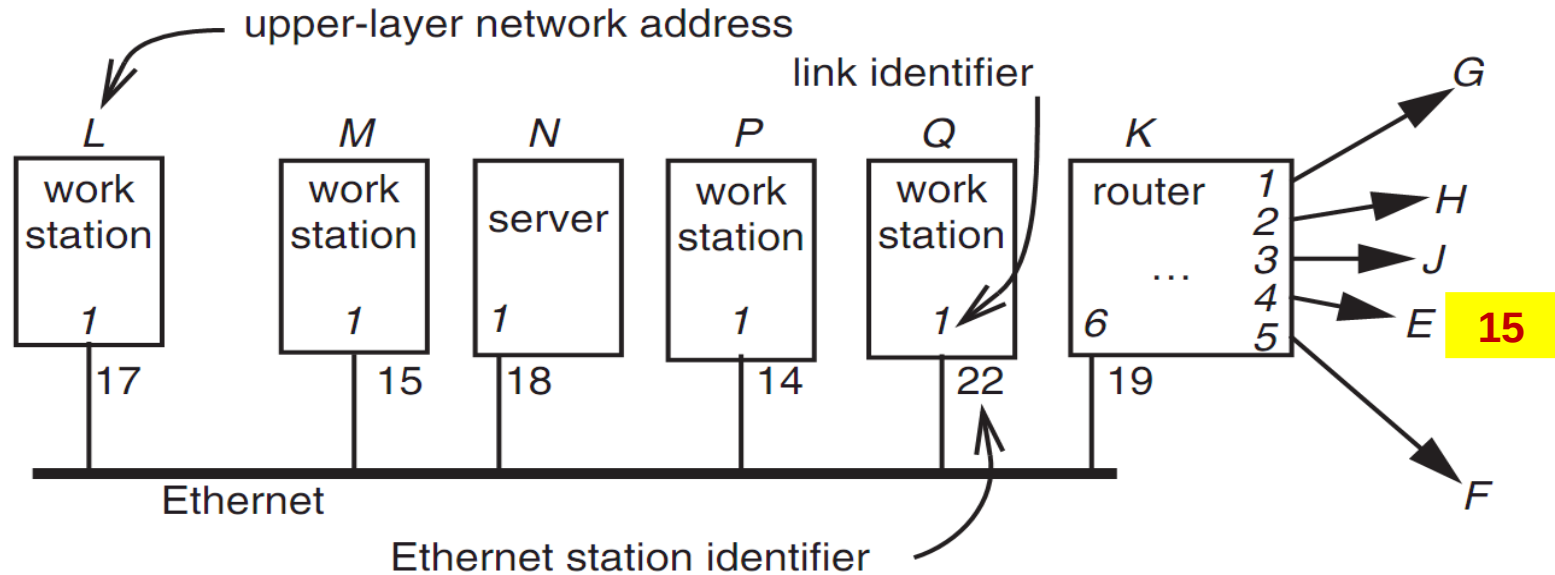 upper-layer network address
link identifier
G
L
M
N
P
Q
K
work
station
1
work
station
1
server
1
work
station
1
work
station
1
router
...
6
1
2
3
4
5
H
J
E
15
F
17
15
18
14
22
19
Ethernet
Ethernet station identifier